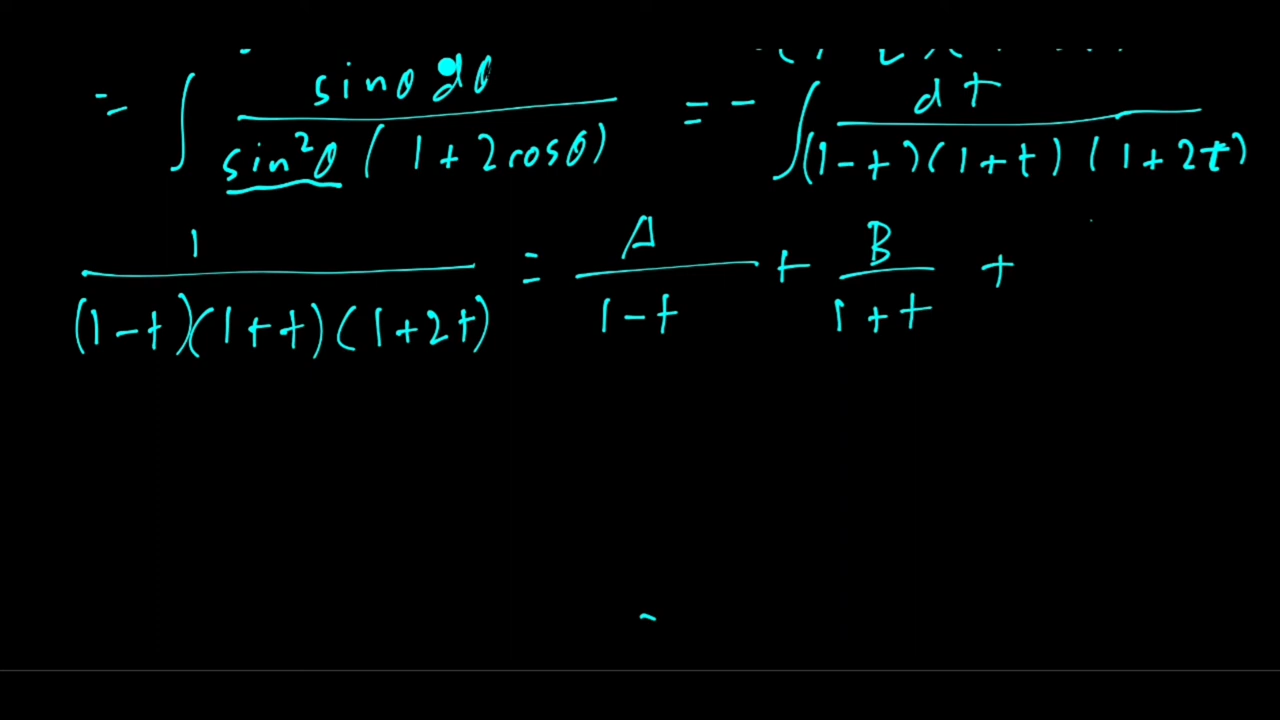 = ∫ sinθ dθ / sin²θ (1 + 2cosθ) = - ∫ dt / (1-t)(1+t)(1+2t)
1 / (1-t)(1+t)(1+2t) = A / 1-t + B / 1+t +